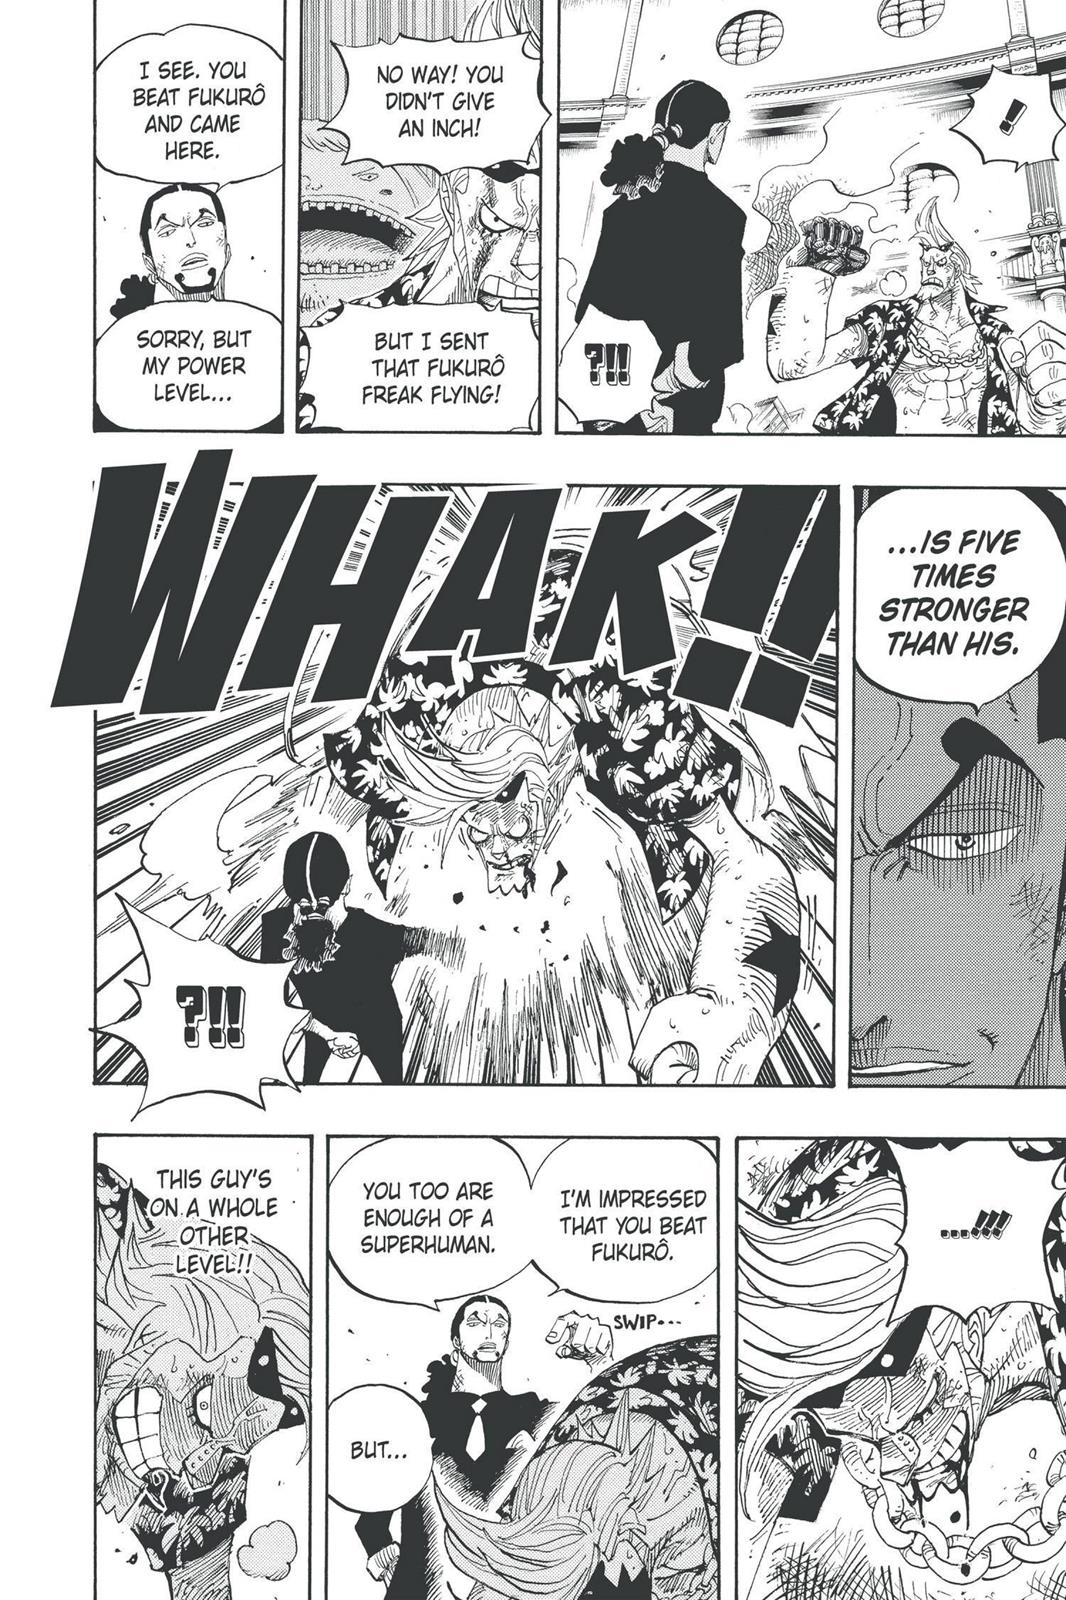 !
?!!
NO WAY! YOU
DIDN'T GIVE
AN INCH!
BUT I SENT
THAT FUKURÔ
FREAK FLYING!
I SEE. YOU
BEAT FUKURÔ
AND CAME
HERE.
SORRY, BUT
MY POWER
LEVEL...
...IS FIVE
TIMES
STRONGER
THAN HIS.
WHAK!!
?!!
...!!!
I'M IMPRESSED
THAT YOU BEAT
FUKURÔ.
SWIP...
YOU TOO ARE
ENOUGH OF A
SUPERHUMAN.
BUT...
THIS GUY'S
ON A WHOLE
OTHER
LEVEL!!